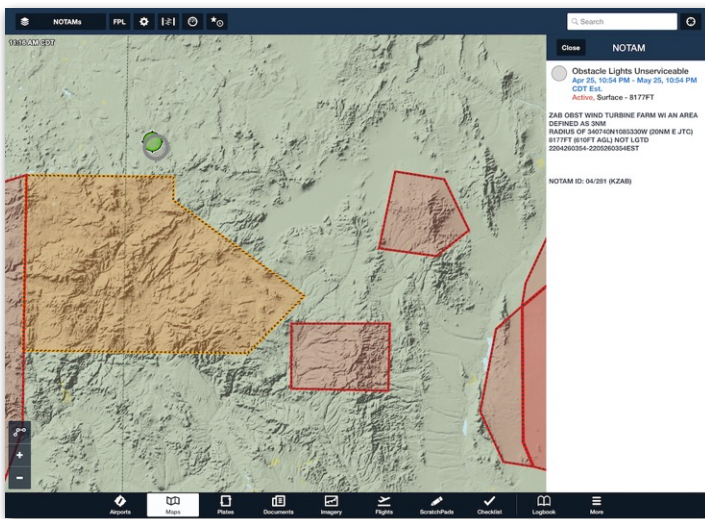 NOTAMs
FPL
Search
11:16 AM CDT
Close
NOTAM
Obstacle Lights Unserviceable
Apr 25, 10:54 PM - May 25, 10:54 PM
CDT Est.
Active, Surface - 8177FT
ZAB OBST WIND TURBINE FARM WI AN AREA
DEFINED AS 3NM
RADIUS OF 340740N1085330W (20NM E JTC)
8177FT (610FT AGL) NOT LGTD
2204260354-2205260354EST
NOTAM ID: 04/281 (KZAB)
Airports
Maps
Plates
Documents
Imagery
Flights
ScratchPads
Checklist
Logbook
More